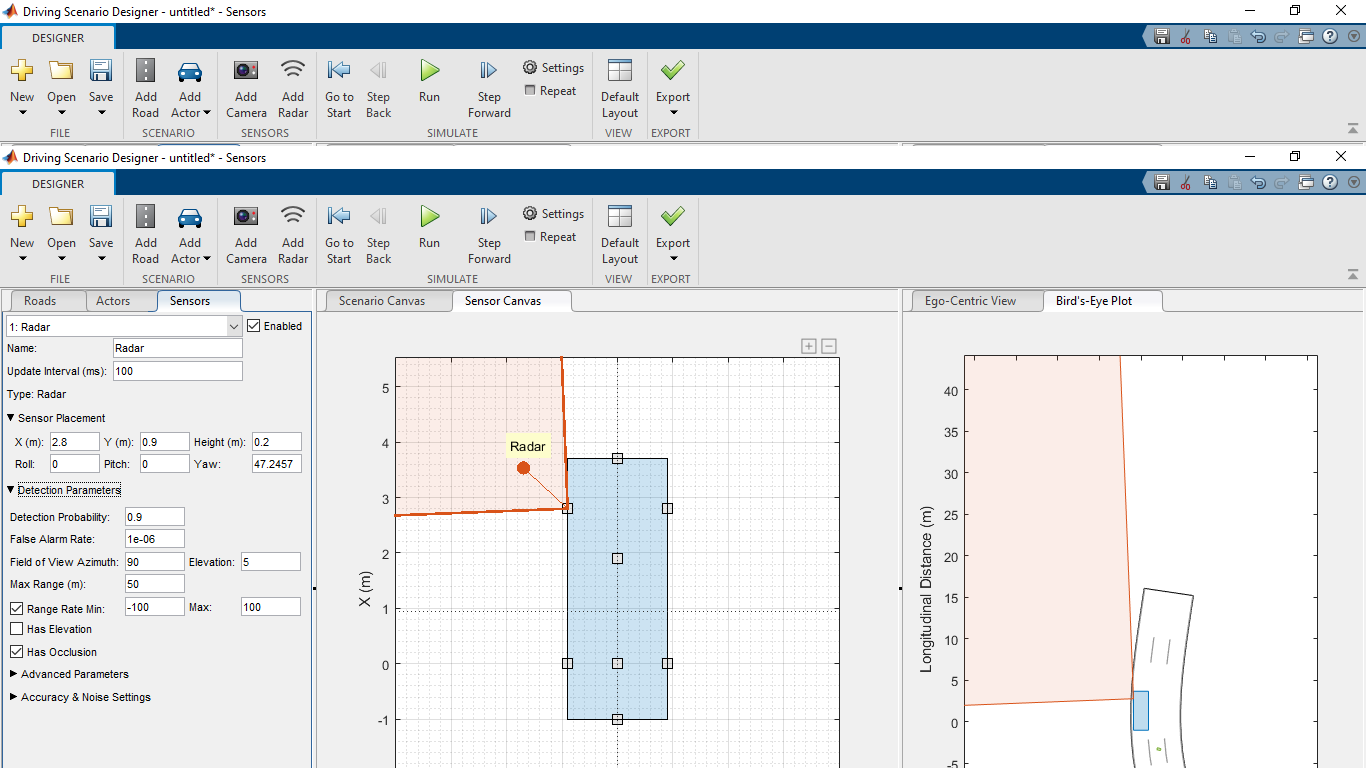 Driving Scenario Designer - untitled* - Sensors
DESIGNER
New Open Save Add Road Add Actor Add Camera Add Radar Go to Start Step Back Run Step Forward Settings Repeat Default Layout Export
FILE SCENARIO SENSORS SIMULATE VIEW EXPORT
Driving Scenario Designer - untitled* - Sensors
DESIGNER
New Open Save Add Road Add Actor Add Camera Add Radar Go to Start Step Back Run Step Forward Settings Repeat Default Layout Export
FILE SCENARIO SENSORS SIMULATE VIEW EXPORT
Roads Actors Sensors
1: Radar Enabled
Name: Radar
Update Interval (ms): 100
Type: Radar
Sensor Placement
X (m): 2.8 Y (m): 0.9 Height (m): 0.2
Roll: 0 Pitch: 0 Yaw: 47.2457
Detection Parameters
Detection Probability: 0.9
False Alarm Rate: 1e-06
Field of View Azimuth: 90 Elevation: 5
Max Range (m): 50
Range Rate Min: -100 Max: 100
Has Elevation
Has Occlusion
Advanced Parameters
Accuracy & Noise Settings
Scenario Canvas Sensor Canvas
5
4
3
2
1
0
-1
X (m)
Radar
Ego-Centric View Bird's-Eye Plot
40
35
30
25
20
15
10
5
0
-5
Longitudinal Distance (m)